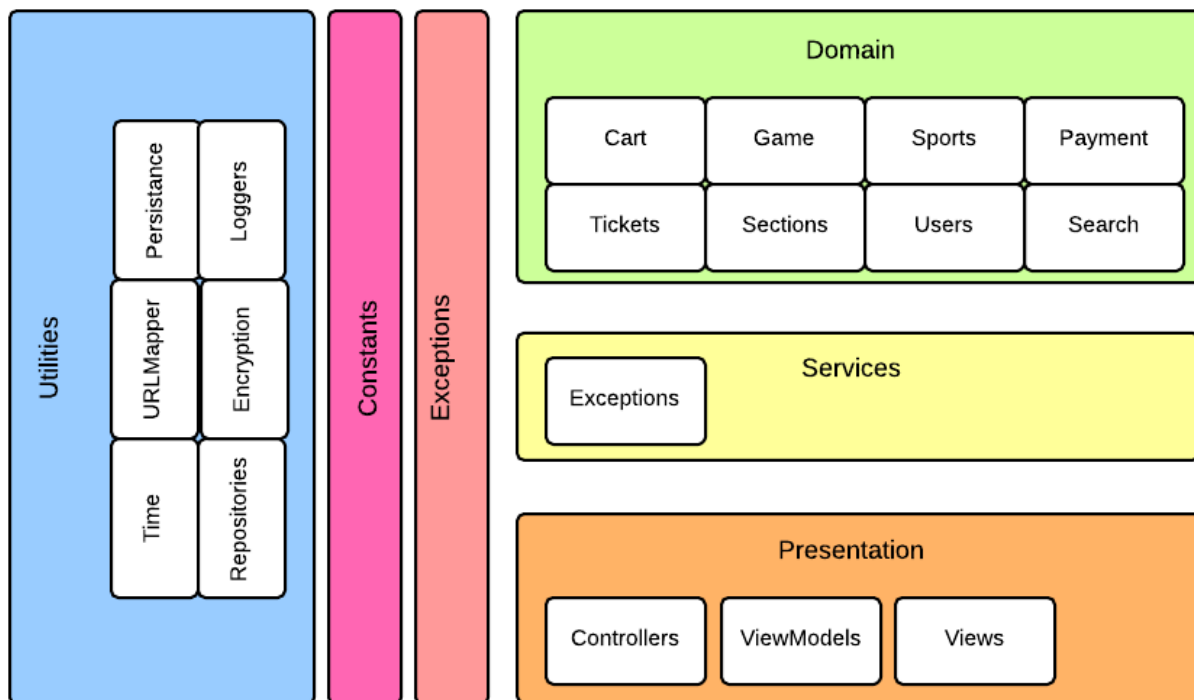 Utilities
Persistance
Loggers
URLMapper
Encryption
Time
Repositories
Constants
Exceptions
Domain
Cart
Game
Sports
Payment
Tickets
Sections
Users
Search
Services
Exceptions
Presentation
Controllers
ViewModels
Views